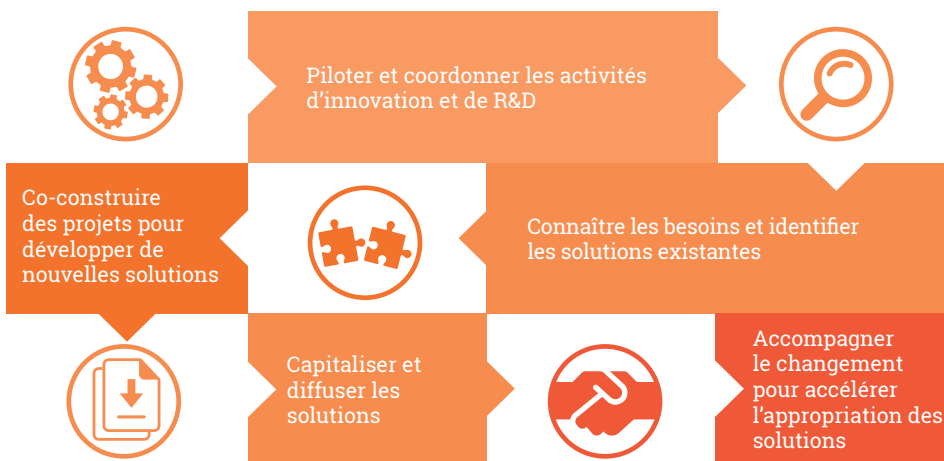 Piloter et coordonner les activités
d’innovation et de R&D
Connaître les besoins et identifier
les solutions existantes
Co-construire
des projets pour
développer de
nouvelles solutions
Capitaliser et
diffuser les
solutions
Accompagner
le changement
pour accélérer
l’appropriation des
solutions